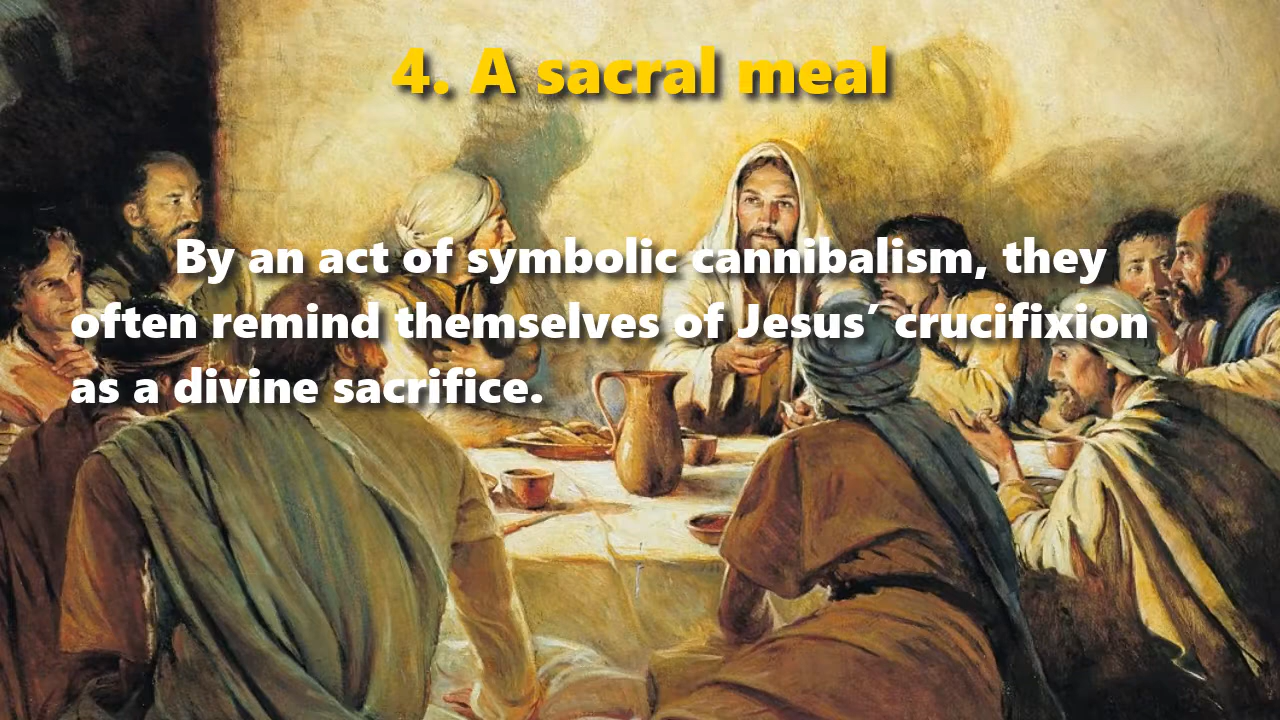 4. A sacral meal
By an act of symbolic cannibalism, they
often remind themselves of Jesus´ crucifixion
as a divine sacrifice.